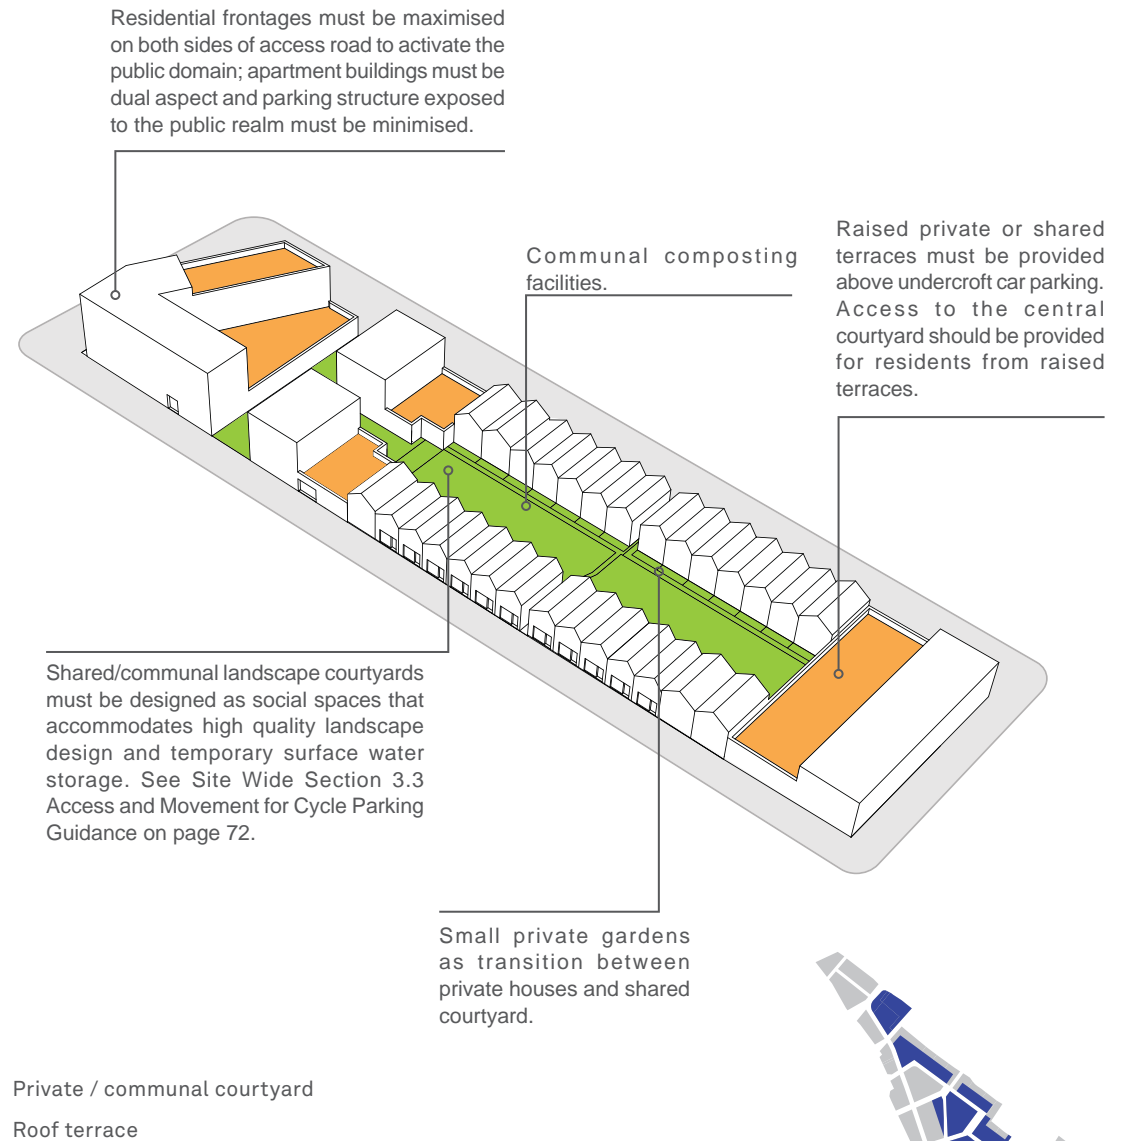 Residential frontages must be maximised
on both sides of access road to activate the
public domain; apartment buildings must be
dual aspect and parking structure exposed
to the public realm must be minimised.
Communal composting
facilities.
Raised private or shared
terraces must be provided
above undercroft car parking.
Access to the central
courtyard should be provided
for residents from raised
terraces.
Shared/communal landscape courtyards
must be designed as social spaces that
accommodates high quality landscape
design and temporary surface water
storage. See Site Wide Section 3.3
Access and Movement for Cycle Parking
Guidance on page 72.
Small private gardens
as transition between
private houses and shared
courtyard.
Private / communal courtyard
Roof terrace